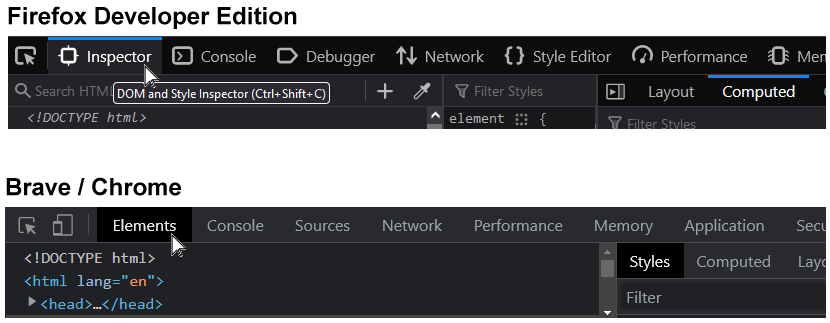 Firefox Developer Edition
Inspector Console Debugger Network Style Editor Performance Mem
Search HTML Filter Styles Layout Computed
DOM and Style Inspector (Ctrl+Shift+C)
<!DOCTYPE html> element { Filter Styles
Brave / Chrome
Elements Console Sources Network Performance Memory Application Secu
<!DOCTYPE html> Styles Computed Layo
<html lang="en">
<head>…</head> Filter